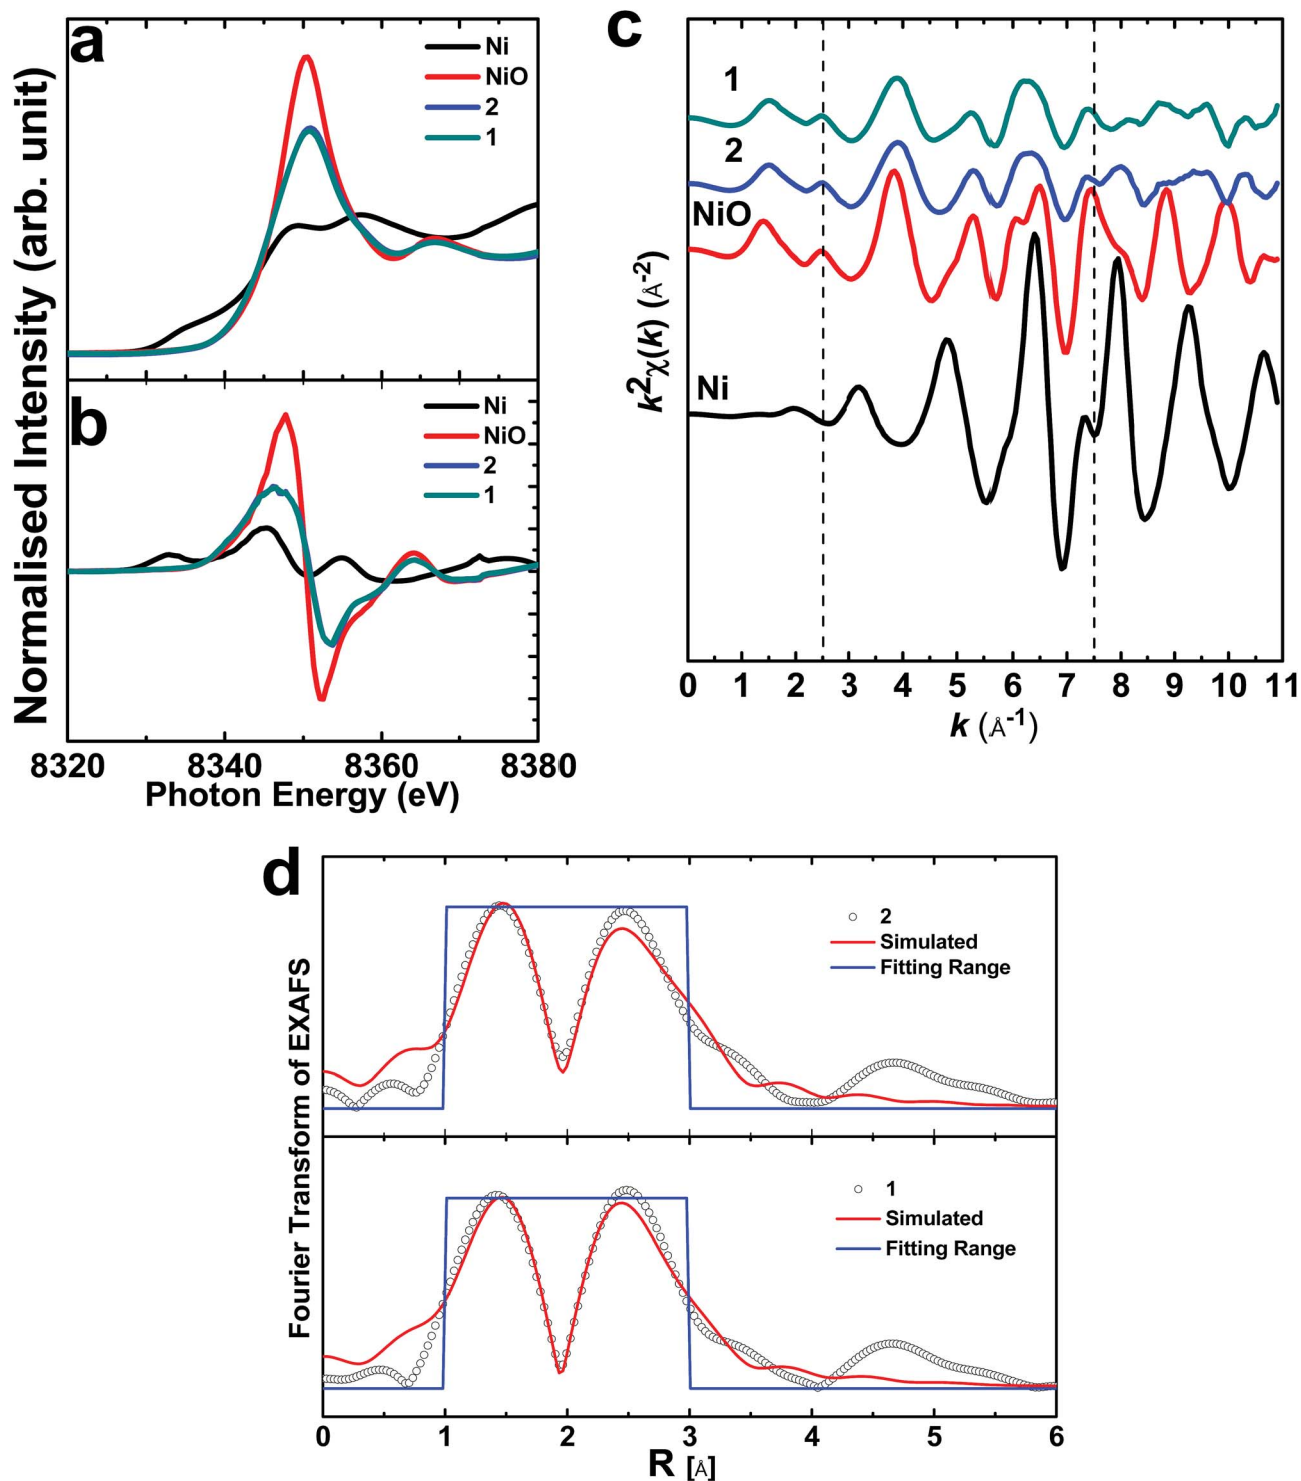 a
Ni
NiO
2
1
b
Ni
NiO
2
1
Normalised Intensity (arb. unit)
8320 8340 8360 8380
Photon Energy (eV)
c
1
2
NiO
Ni
k²χ(k) (Å⁻²)
0 1 2 3 4 5 6 7 8 9 10 11
k (Å⁻¹)
d
2
Simulated
Fitting Range
1
Simulated
Fitting Range
Fourier Transform of EXAFS
0 1 2 3 4 5 6
R [Å]